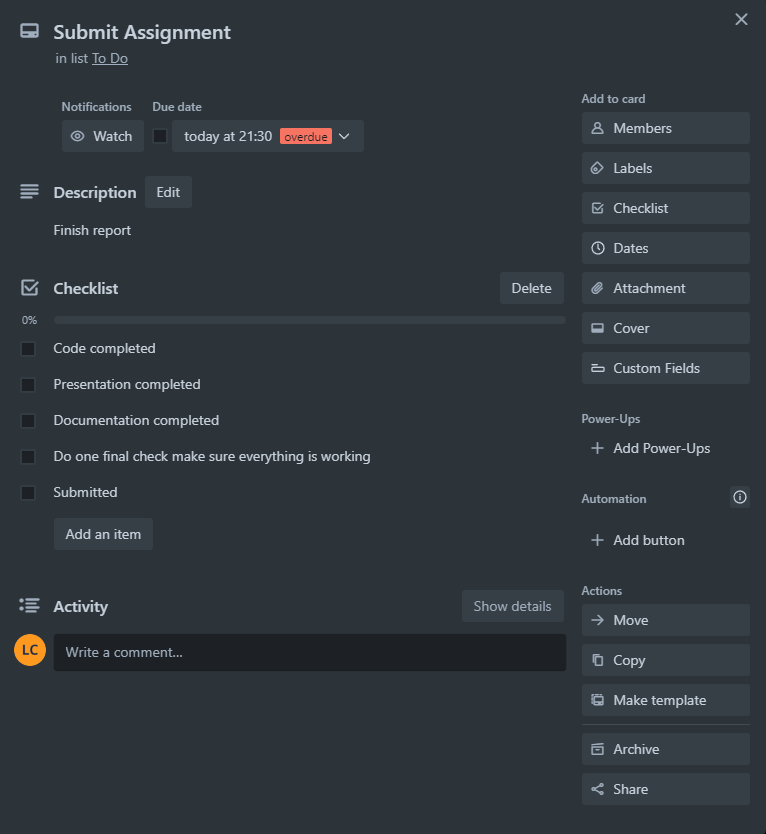 Submit Assignment
in list To Do
Notifications
Due date
Watch
today at 21:30 overdue
Description
Edit
Finish report
Checklist
Delete
0%
Code completed
Presentation completed
Documentation completed
Do one final check make sure everything is working
Submitted
Add an item
Activity
Show details
LC
Write a comment...
Add to card
Members
Labels
Checklist
Dates
Attachment
Cover
Custom Fields
Power-Ups
Add Power-Ups
Automation
Add button
Actions
Move
Copy
Make template
Archive
Share